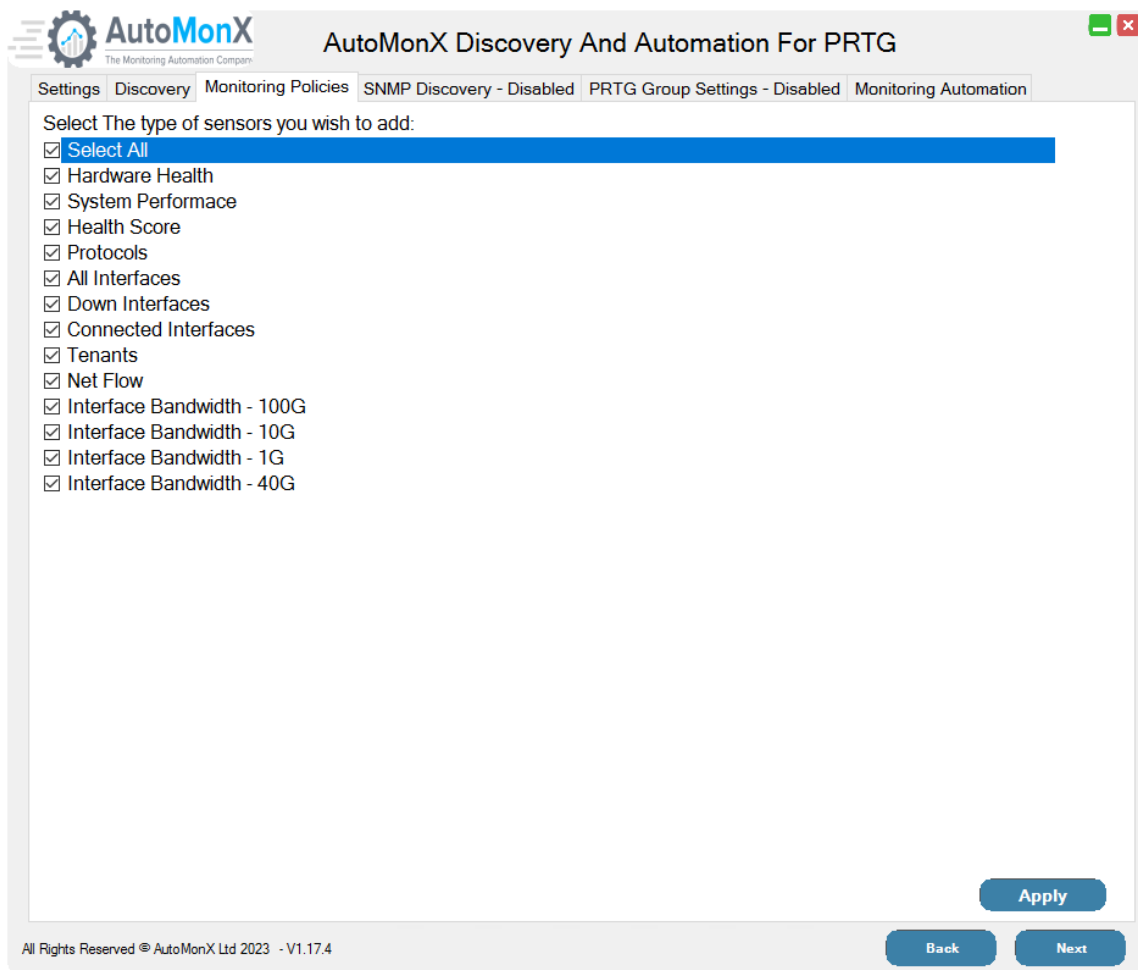 AutoMonX
The Monitoring Automation Company
AutoMonX Discovery And Automation For PRTG
Settings Discovery Monitoring Policies SNMP Discovery - Disabled PRTG Group Settings - Disabled Monitoring Automation
Select The type of sensors you wish to add:
Select All
Hardware Health
System Performace
Health Score
Protocols
All Interfaces
Down Interfaces
Connected Interfaces
Tenants
Net Flow
Interface Bandwidth - 100G
Interface Bandwidth - 10G
Interface Bandwidth - 1G
Interface Bandwidth - 40G
Apply
All Rights Reserved © AutoMonX Ltd 2023 - V1.17.4
Back Next